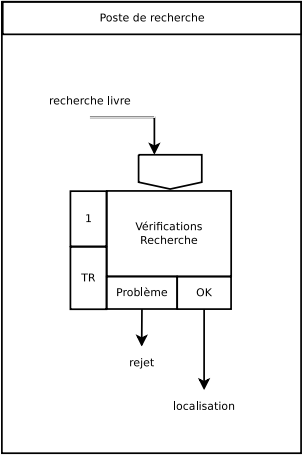 Poste de recherche
recherche livre
1
Vérifications
Recherche
TR
Problème
OK
rejet
localisation